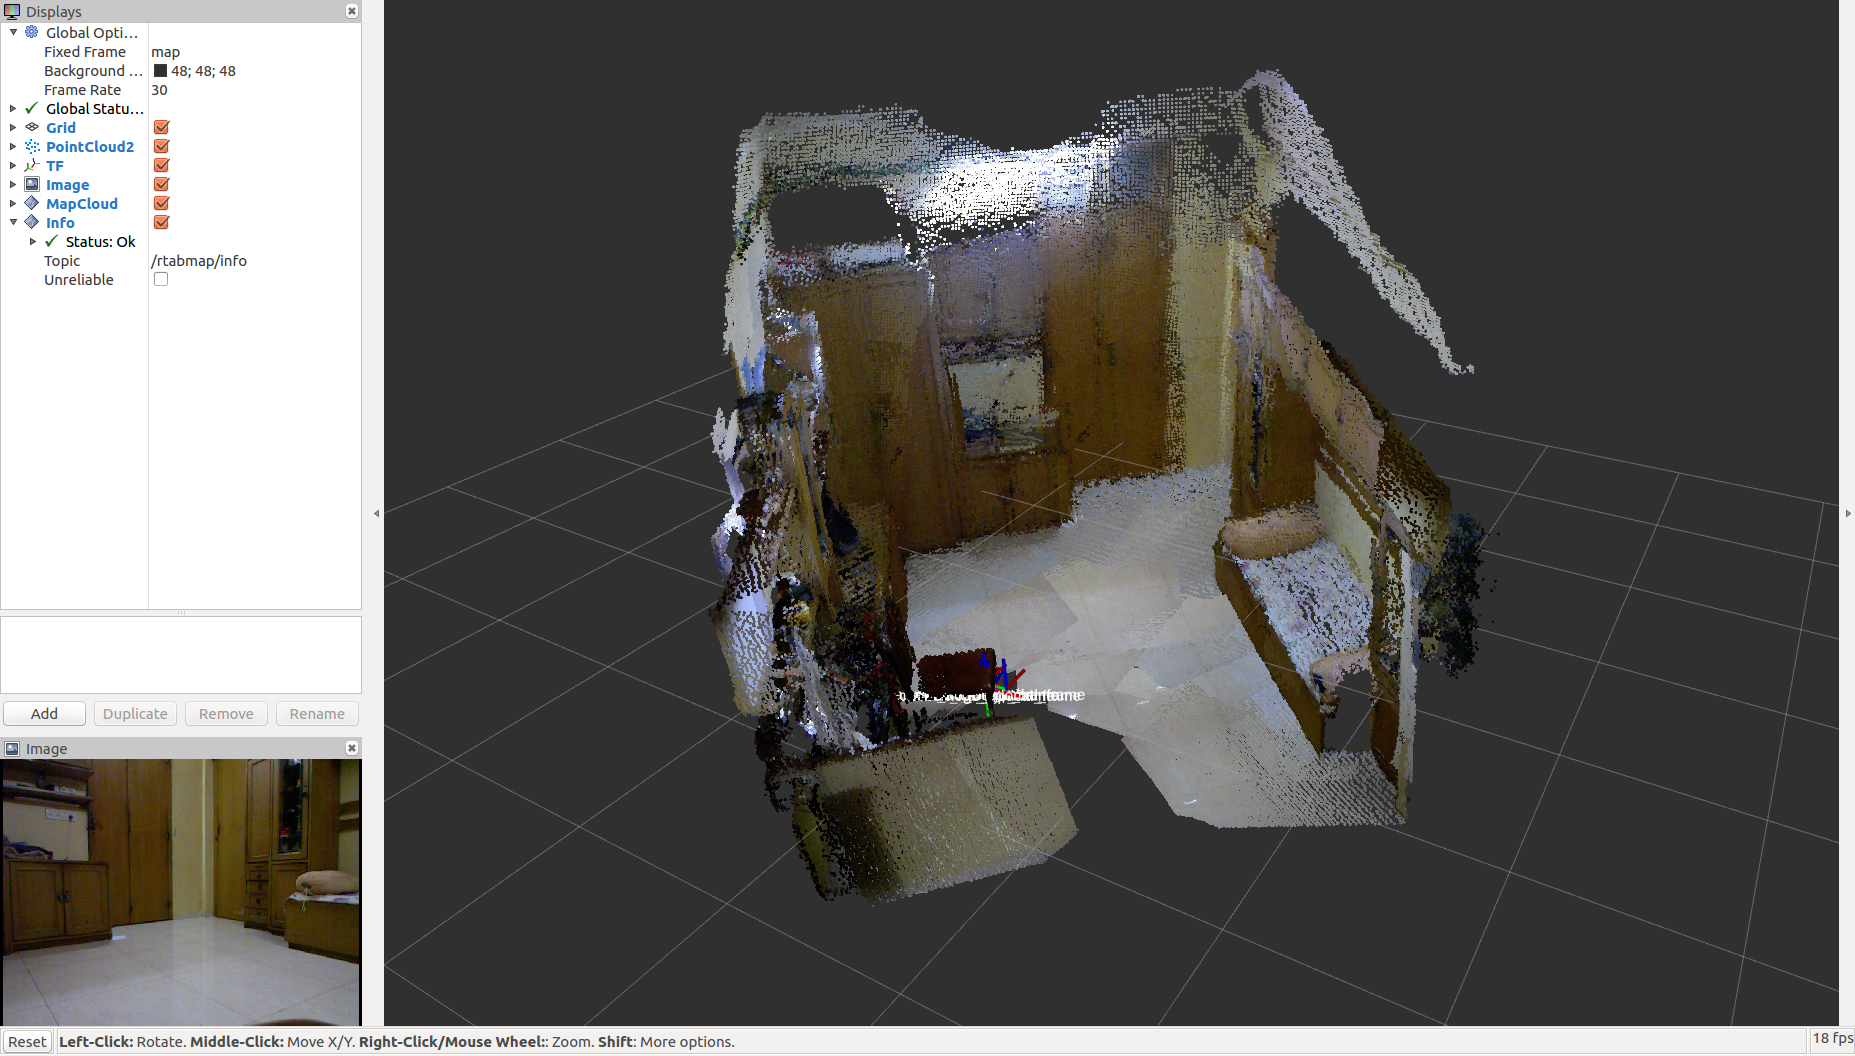 Displays
Global Opti...
Fixed Frame map
Background ... 48; 48; 48
Frame Rate 30
Global Statu...
Grid
PointCloud2
TF
Image
MapCloud
Info
Status: Ok
Topic /rtabmap/info
Unreliable
Add Duplicate Remove Rename
Image
Reset Left-Click: Rotate. Middle-Click: Move X/Y. Right-Click/Mouse Wheel:: Zoom. Shift: More options. 18 fps